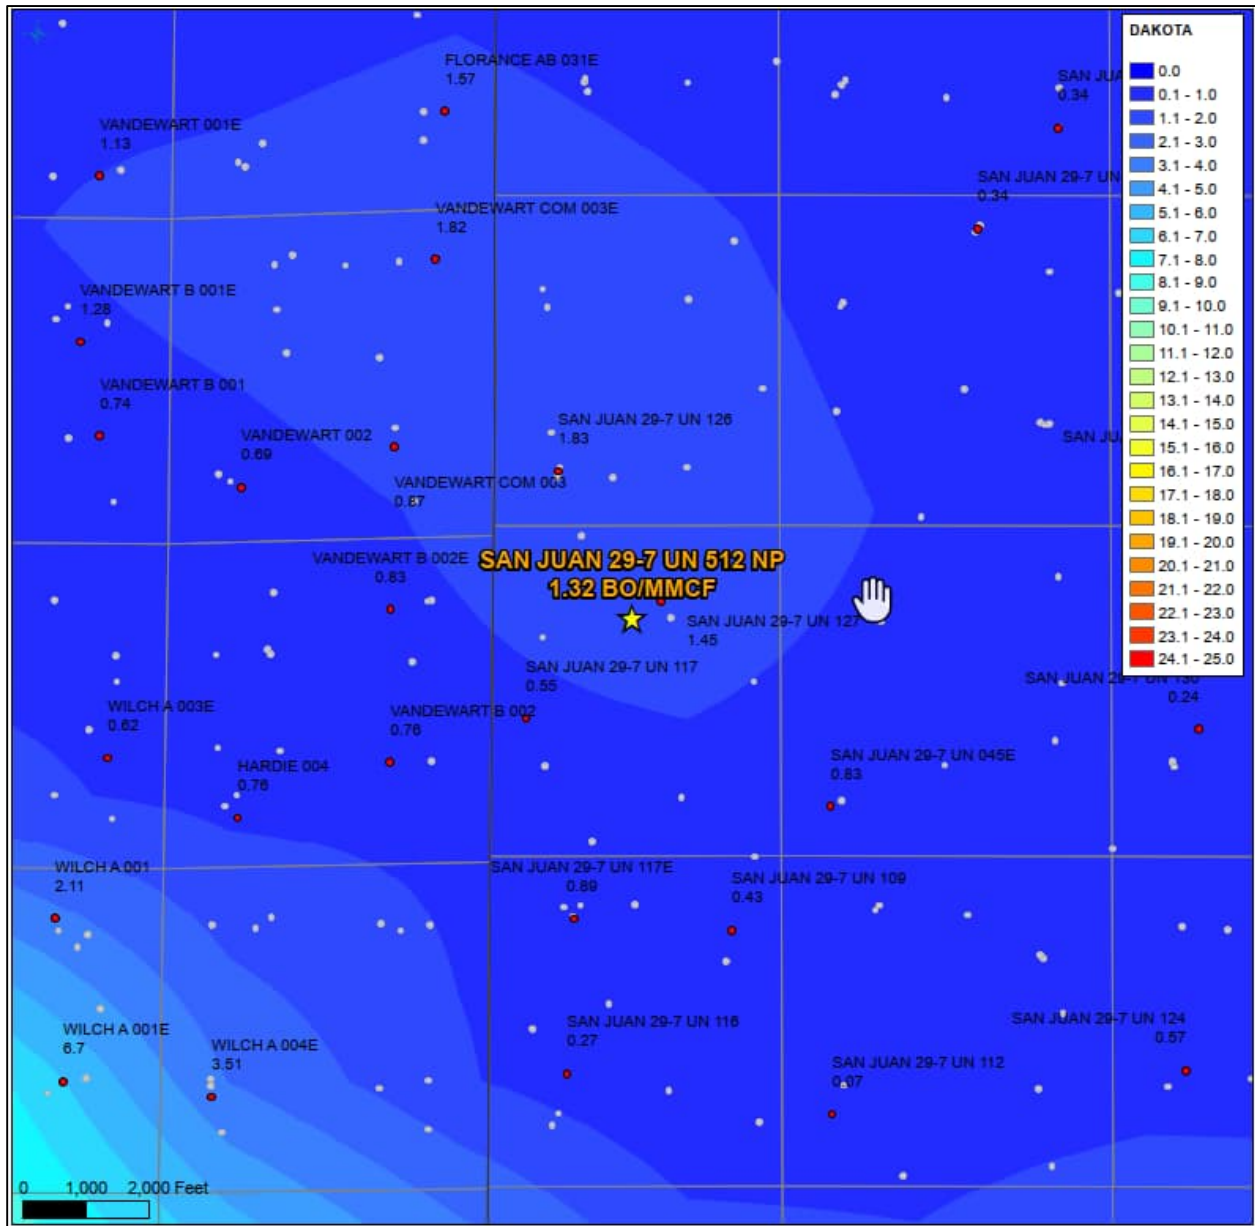 FLORANCE AB 031E
1.57
SAN JUA
0.34
VANDEWART 001E
1.13
SAN JUAN 29-7 UN
0.34
VANDEWART COM 003E
1.82
VANDEWART B 001E
1.28
VANDEWART B 001
0.74
VANDEWART 002
0.69
SAN JUAN 29-7 UN 126
1.83
SAN JU
VANDEWART COM 003
0.87
VANDEWART B 002E
0.83
SAN JUAN 29-7 UN 512 NP
1.32 BO/MMCF
SAN JUAN 29-7 UN 127
1.45
SAN JUAN 29-7 UN 117
0.55
SAN JUAN 29-7 UN 130
0.24
WILCH A 003E
0.62
VANDEWART B 002
0.76
HARDIE 004
0.76
SAN JUAN 29-7 UN 045E
0.83
WILCH A 001
2.11
SAN JUAN 29-7 UN 117E
0.89
SAN JUAN 29-7 UN 109
0.43
WILCH A 001E
6.7
WILCH A 004E
3.51
SAN JUAN 29-7 UN 116
0.27
SAN JUAN 29-7 UN 124
0.57
SAN JUAN 29-7 UN 112
0.07
0 1,000 2,000 Feet
DAKOTA
0.0
0.1 - 1.0
1.1 - 2.0
2.1 - 3.0
3.1 - 4.0
4.1 - 5.0
5.1 - 6.0
6.1 - 7.0
7.1 - 8.0
8.1 - 9.0
9.1 - 10.0
10.1 - 11.0
11.1 - 12.0
12.1 - 13.0
13.1 - 14.0
14.1 - 15.0
15.1 - 16.0
16.1 - 17.0
17.1 - 18.0
18.1 - 19.0
19.1 - 20.0
20.1 - 21.0
21.1 - 22.0
22.1 - 23.0
23.1 - 24.0
24.1 - 25.0